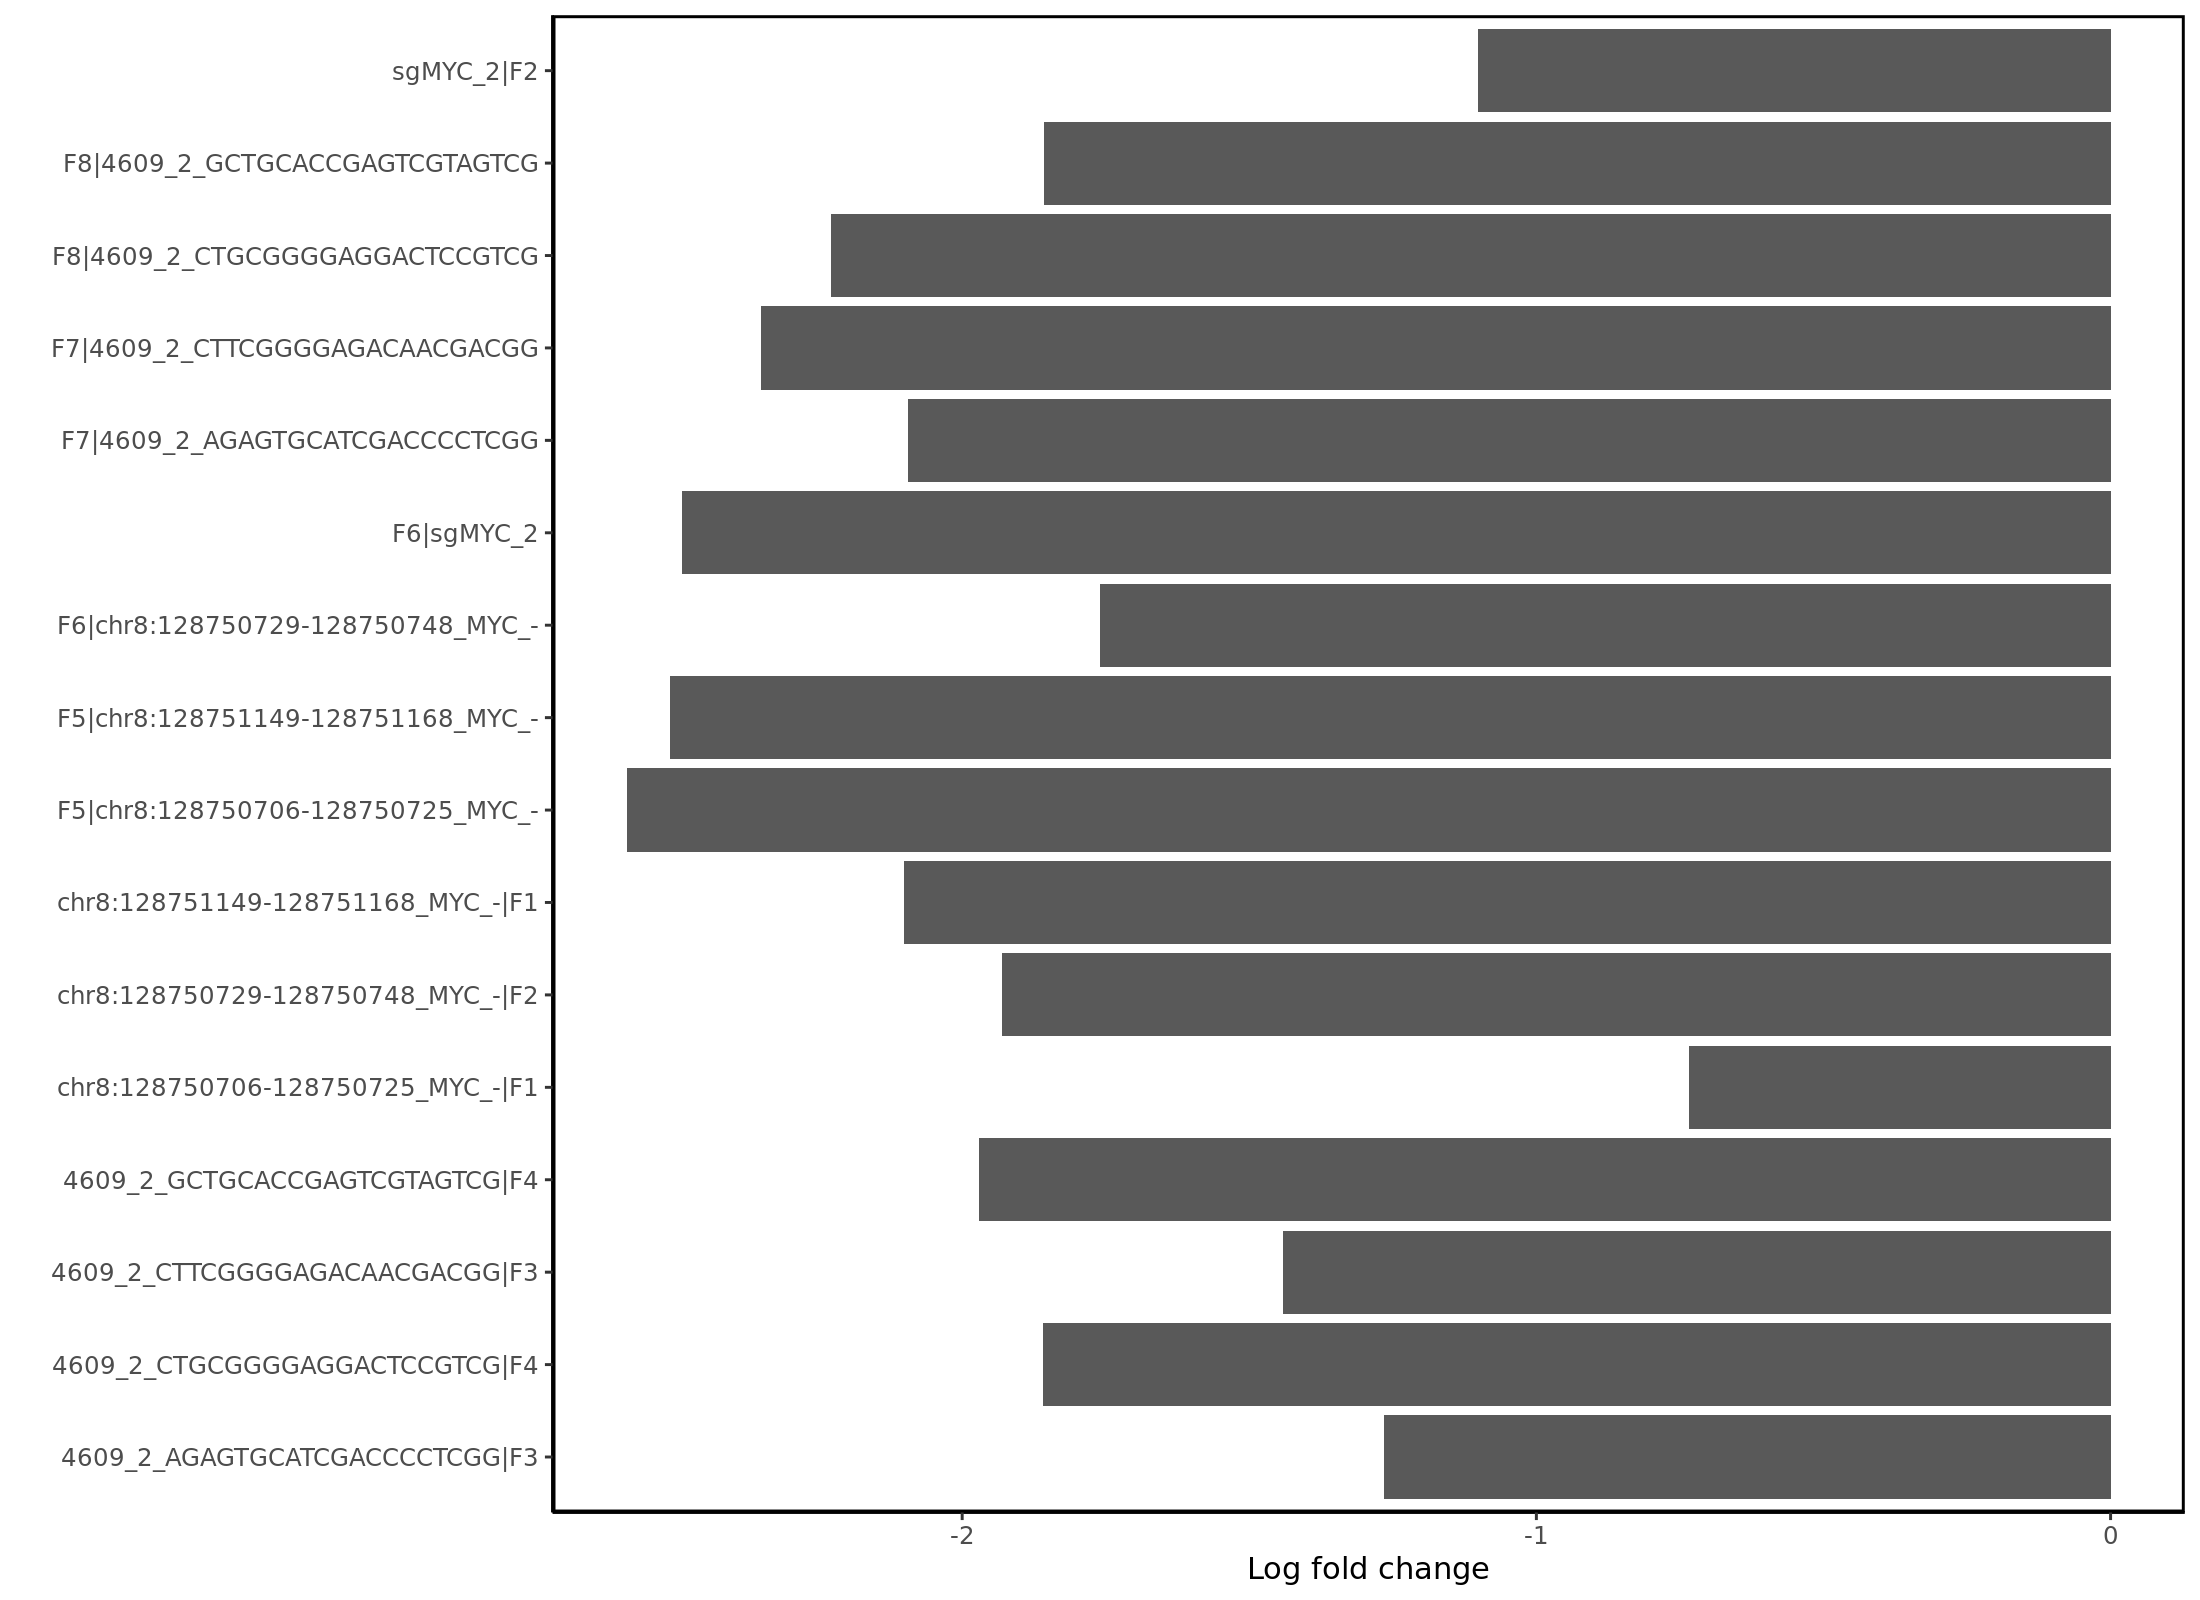 sgMYC_2|F2
F8|4609_2_GCTGCACCGAGTCGTAGTCG
F8|4609_2_CTGCGGGGAGGACTCCGTCG
F7|4609_2_CTTCGGGGAGACAACGACGG
F7|4609_2_AGAGTGCATCGACCCCTCGG
F6|sgMYC_2
F6|chr8:128750729-128750748_MYC_-
F5|chr8:128751149-128751168_MYC_-
F5|chr8:128750706-128750725_MYC_-
chr8:128751149-128751168_MYC_-|F1
chr8:128750729-128750748_MYC_-|F2
chr8:128750706-128750725_MYC_-|F1
4609_2_GCTGCACCGAGTCGTAGTCG|F4
4609_2_CTTCGGGGAGACAACGACGG|F3
4609_2_CTGCGGGGAGGACTCCGTCG|F4
4609_2_AGAGTGCATCGACCCCTCGG|F3
-2 -1 0
Log fold change